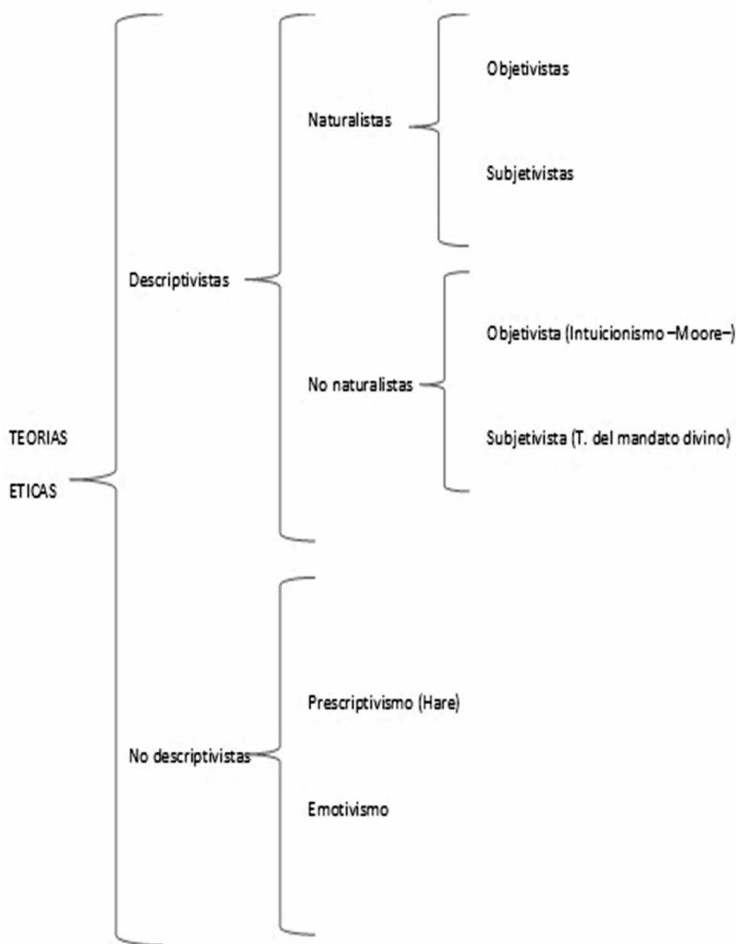 Objetivistas
Naturalistas
Subjetivistas
Descriptivistas
Objetivista (Intuicionismo –Moore–)
No naturalistas
Subjetivista (T. del mandato divino)
TEORIAS
ETICAS
Prescriptivismo (Hare)
No descriptivistas
Emotivismo